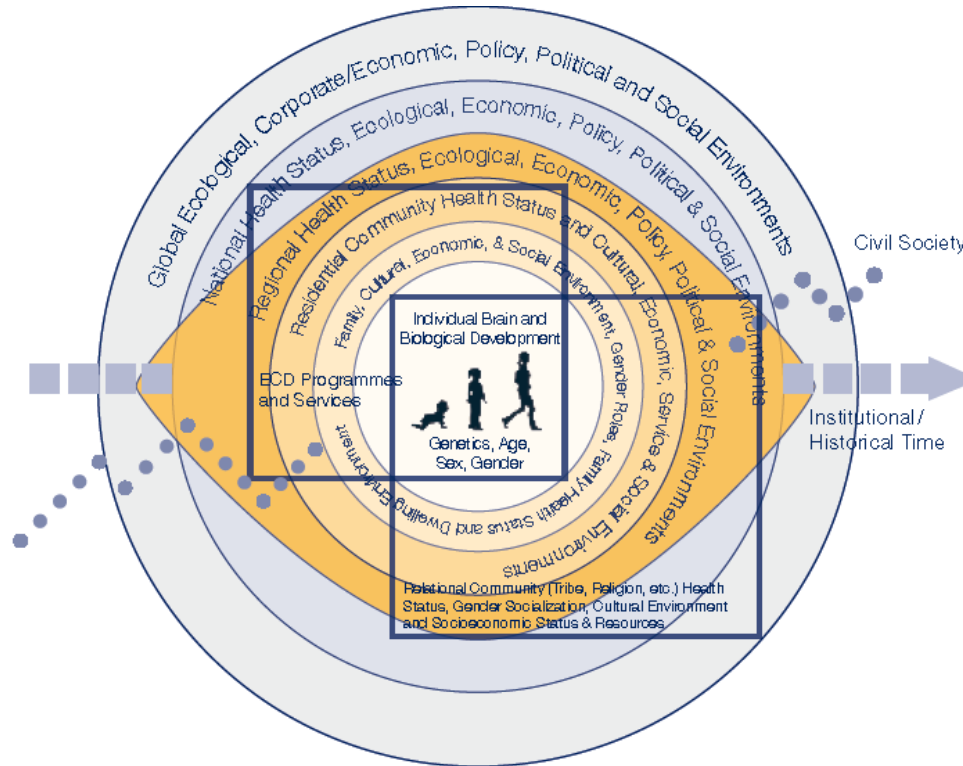 Global Ecological, Corporate/Economic, Policy, Political and Social Environments
National Health Status, Ecological, Economic, Policy, Political & Social Environments
Regional Health Status, Ecological, Economic, Policy, Political & Social Environments
Residential Community Health Status and Cultural, Economic, Service & Social Environments
Family, Cultural, Economic, & Social Environment, Gender Roles, Family Health Status and Dwelling Environment
Civil Society
Individual Brain and
Biological Development
ECD Programmes
and Services
Institutional /
Historical Time
Genetics, Age,
Sex, Gender
Relational Community (Tribe, Religion, etc.) Health
Status, Gender Socialization, Cultural Environment
and Socioeconomic Status & Resources